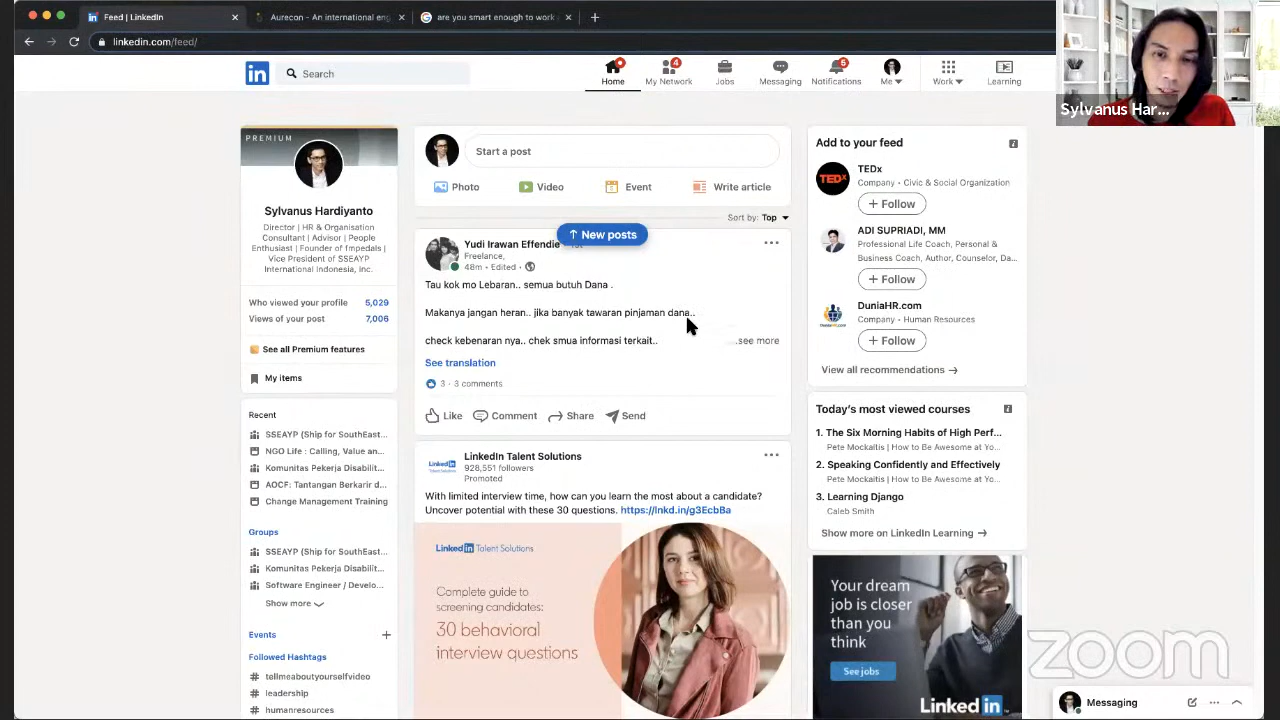 Feed | LinkedIn
Aurecon - An international eng
are you smart enough to work
linkedin.com/feed/
in
Search
Home
4
My Network
Jobs
Messaging
5
Notifications
Me
Work
Learning
Sylvanus Har...
PREMIUM
Sylvanus Hardiyanto
Director | HR & Organisation
Consultant | Advisor | People
Enthusiast | Founder of Impedals |
Vice President of SSEAYP
International Indonesia, Inc.
Who viewed your profile 5,029
Views of your post 7,006
See all Premium features
My items
Recent
SSEAYP (Ship for SouthEast...
NGO Life : Calling, Value an...
Komunitas Pekerja Disabilit...
AOCF: Tantangan Berkarir d...
Change Management Training
Groups
SSEAYP (Ship for SouthEast...
Komunitas Pekerja Disabilit...
Software Engineer / Develo...
Show more
Events +
Followed Hashtags
# tellmeaboutyourselfvideo
# leadership
# humanresources
Start a post
Photo
Video
Event
Write article
Sort by: Top
↑ New posts
Yudi Irawan Effendie
1st
Freelance,
48m • Edited •
Tau kok mo Lebaran.. semua butuh Dana .
Makanya jangan heran.. jika banyak tawaran pinjaman dana..
check kebenaran nya.. chek smua informasi terkait..
...see more
See translation
3 · 3 comments
Like
Comment
Share
Send
LinkedIn Talent Solutions
928,551 followers
Promoted
With limited interview time, how can you learn the most about a candidate?
Uncover potential with these 30 questions. https://lnkd.in/g3EcbBa
Linked in Talent Solutions
Complete guide to
screening candidates:
30 behavioral
interview questions
Add to your feed
TEDx
TEDx
Company • Civic & Social Organization
+ Follow
ADI SUPRIADI, MM
Professional Life Coach, Personal &
Business Coach, Author, Counselor, Da...
+ Follow
DuniaHR.com
Company • Human Resources
+ Follow
View all recommendations →
Today's most viewed courses
1. The Six Morning Habits of High Perf...
Pete Mockaitis | How to Be Awesome at Yo...
2. Speaking Confidently and Effectively
Pete Mockaitis | How to Be Awesome at Yo...
3. Learning Django
Caleb Smith
Show more on LinkedIn Learning →
Your dream
job is closer
than you
think
See jobs
Linked in
zoom
Messaging